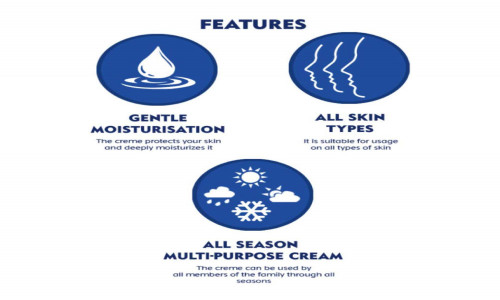 FEATURES
GENTLE
MOISTURISATION
The creme protects your skin
and deeply moisturizes it
ALL SKIN
TYPES
It is suitable for usage
on all types of skin
ALL SEASON
MULTI-PURPOSE CREAM
The creme can be used by
all members of the family through all
seasons